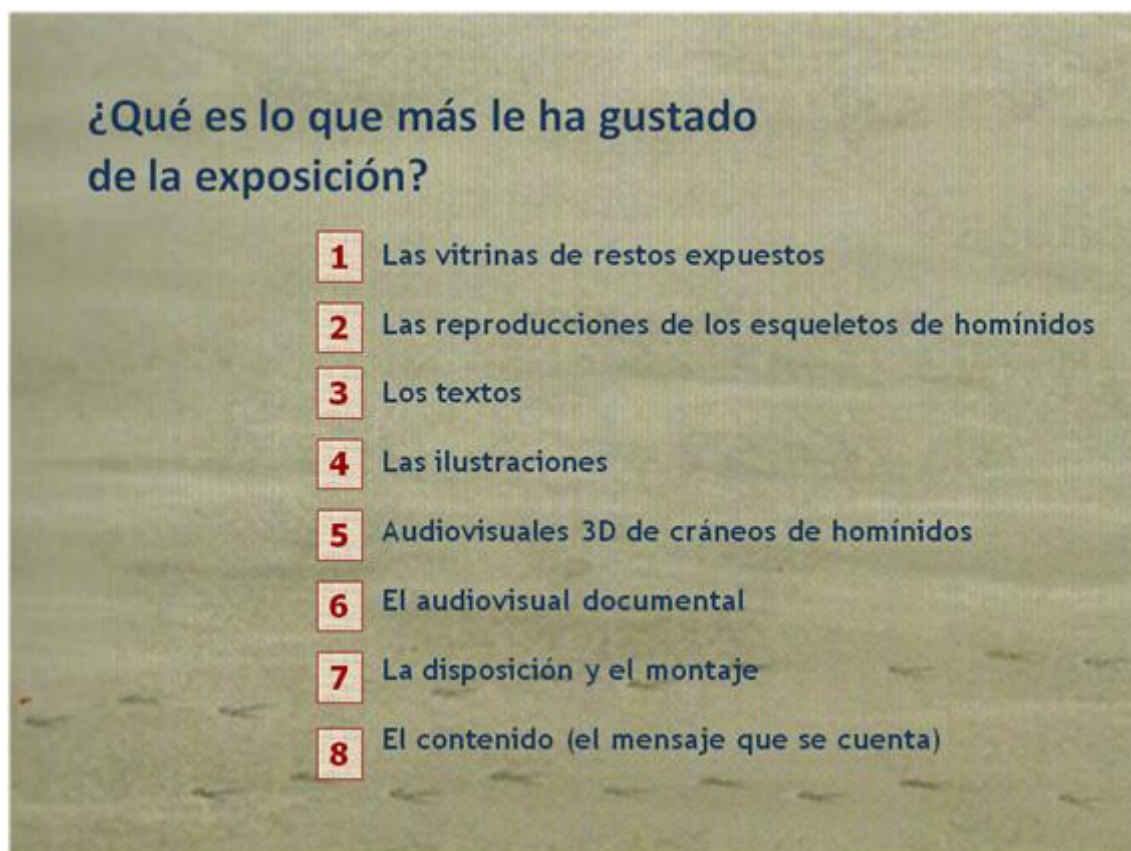 ¿Qué es lo que más le ha gustado
de la exposición?
1 Las vitrinas de restos expuestos
2 Las reproducciones de los esqueletos de homínidos
3 Los textos
4 Las ilustraciones
5 Audiovisuales 3D de cráneos de homínidos
6 El audiovisual documental
7 La disposición y el montaje
8 El contenido (el mensaje que se cuenta)